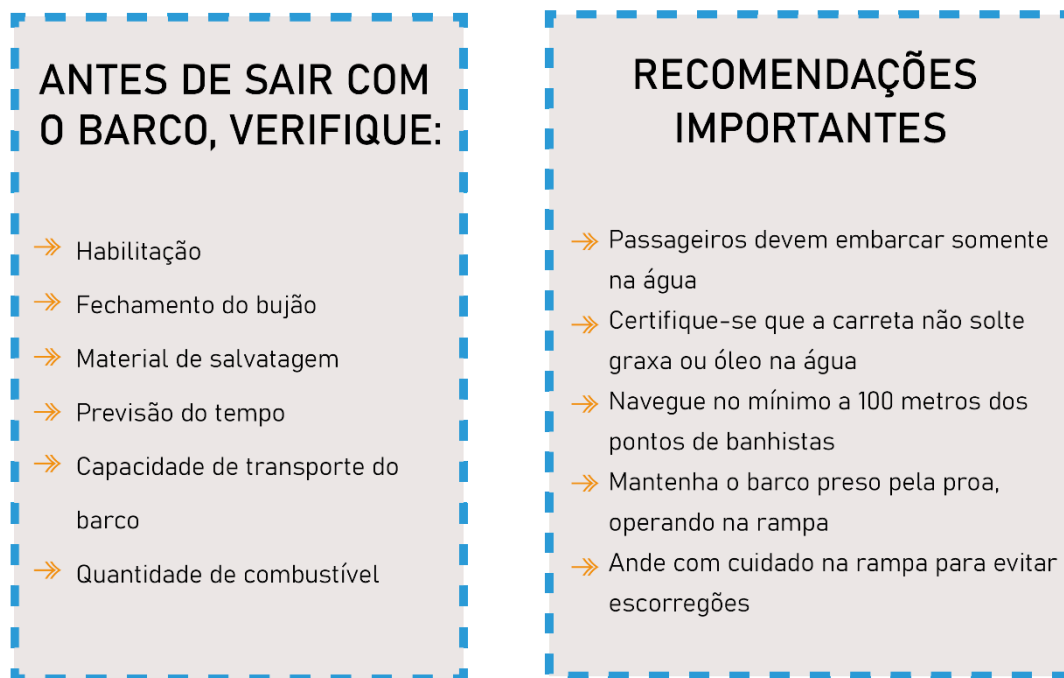 ANTES DE SAIR COM
O BARCO, VERIFIQUE:
Habilitação
Fechamento do bujão
Material de salvatagem
Previsão do tempo
Capacidade de transporte do
barco
Quantidade de combustível
RECOMENDAÇÕES
IMPORTANTES
Passageiros devem embarcar somente
na água
Certifique-se que a carreta não solte
graxa ou óleo na água
Navegue no mínimo a 100 metros dos
pontos de banhistas
Mantenha o barco preso pela proa,
operando na rampa
Ande com cuidado na rampa para evitar
escorregões